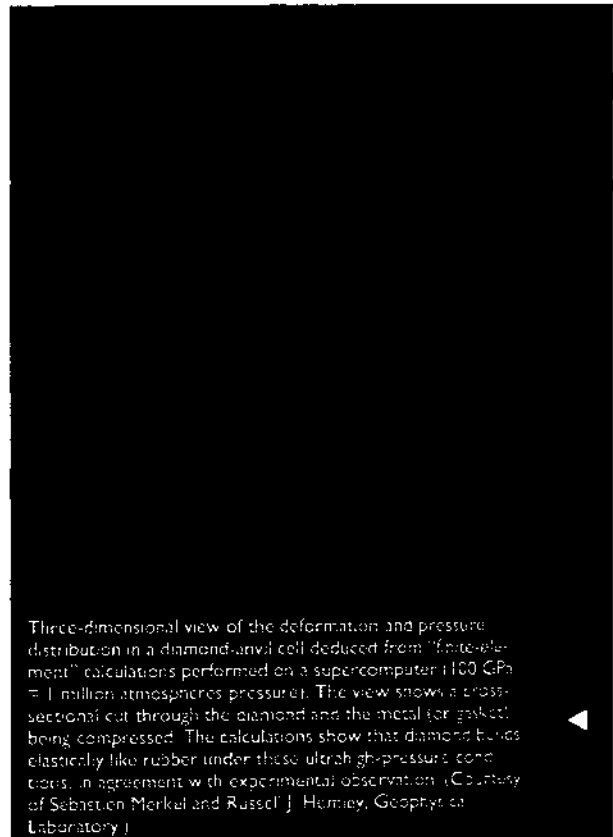 Three-dimensional view of the deformation and pressure
distribution in a diamond-anvil cell deduced from "finite-ele-
ment" calculations performed on a supercomputer (100 GPa
= 1 million atmospheres pressure). The view shows a cross-
sectional cut through the diamond and the metal (or gasket)
being compressed. The calculations show that diamond bends
elastically like rubber under these ultrahigh-pressure condi-
tions, in agreement with experimental observation. (Courtesy
of Sebastien Merkel and Russell J. Hemley, Geophysical
Laboratory.)